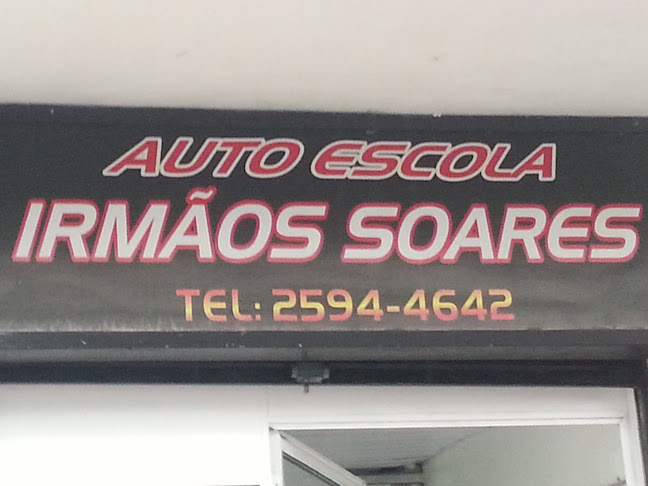 AUTO ESCOLA
IRMÃOS SOARES
TEL: 2594-4642